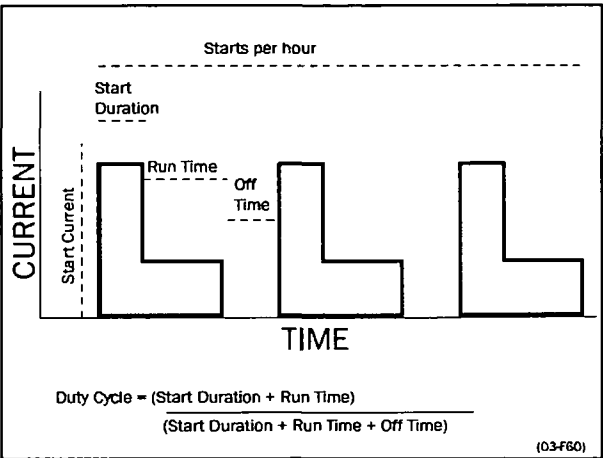 Starts per hour
Start
Duration
Run Time
Off
Time
CURRENT
Start Current
TIME
Duty Cycle = (Start Duration + Run Time)
(Start Duration + Run Time + Off Time)
(03-F60)